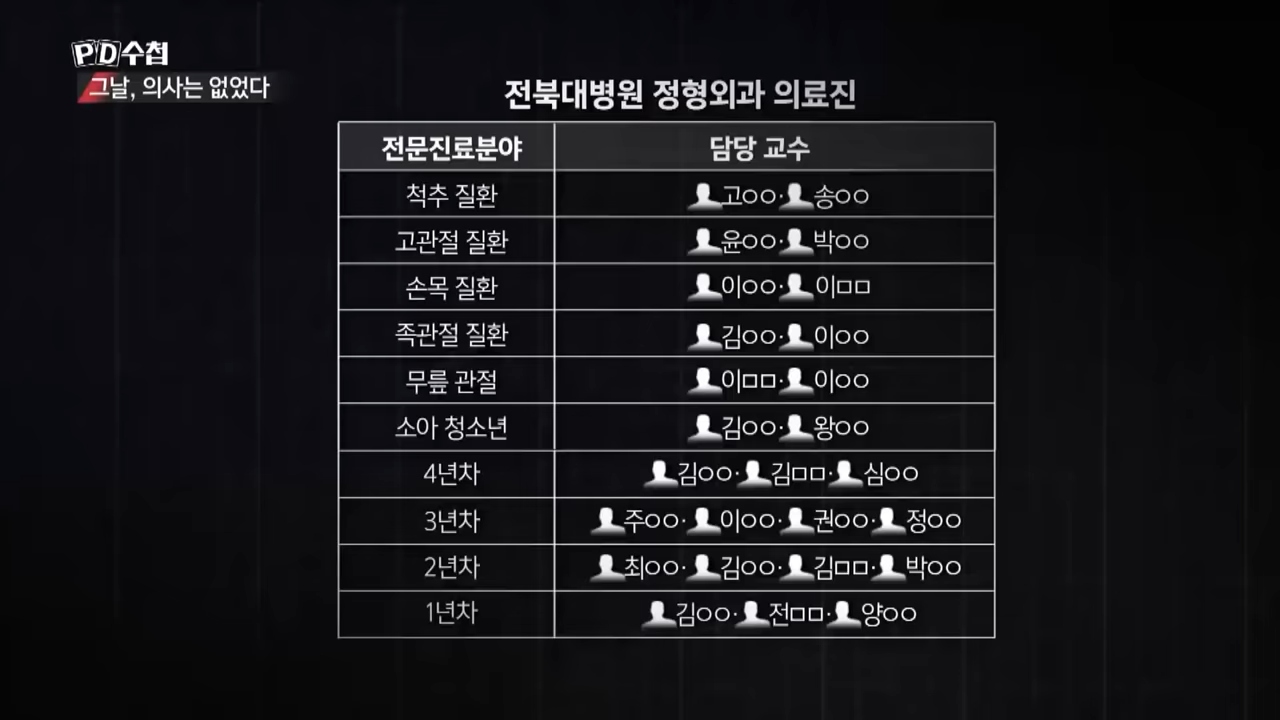 PD수첩
그날, 의사는 없었다
전북대병원 정형외과 의료진
전문진료분야 담당 교수
척추 질환 고○○·송○○
고관절 질환 윤○○·박○○
손목 질환 이○○·이□□
족관절 질환 김○○·이○○
무릎 관절 이□□·이○○
소아 청소년 김○○·왕○○
4년차 김○○·김□□·심○○
3년차 주○○·이○○·권○○·정○○
2년차 최○○·김○○·김□□·박○○
1년차 김○○·전□□·양○○